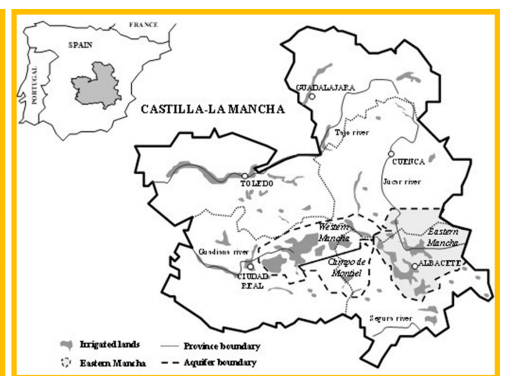 FRANCE
SPAIN
PORTUGAL
CASTILLA-LA MANCHA
GUADALAJARA
Tajo river
CUENCA
TOLEDO
Jucar river
Western
Mancha
Eastern
Mancha
Guadiana river
Campo de
Montiel
ALBACETE
CIUDAD
REAL
Segura river
Irrigated lands
Province boundary
Eastern Mancha
Aquifer boundary